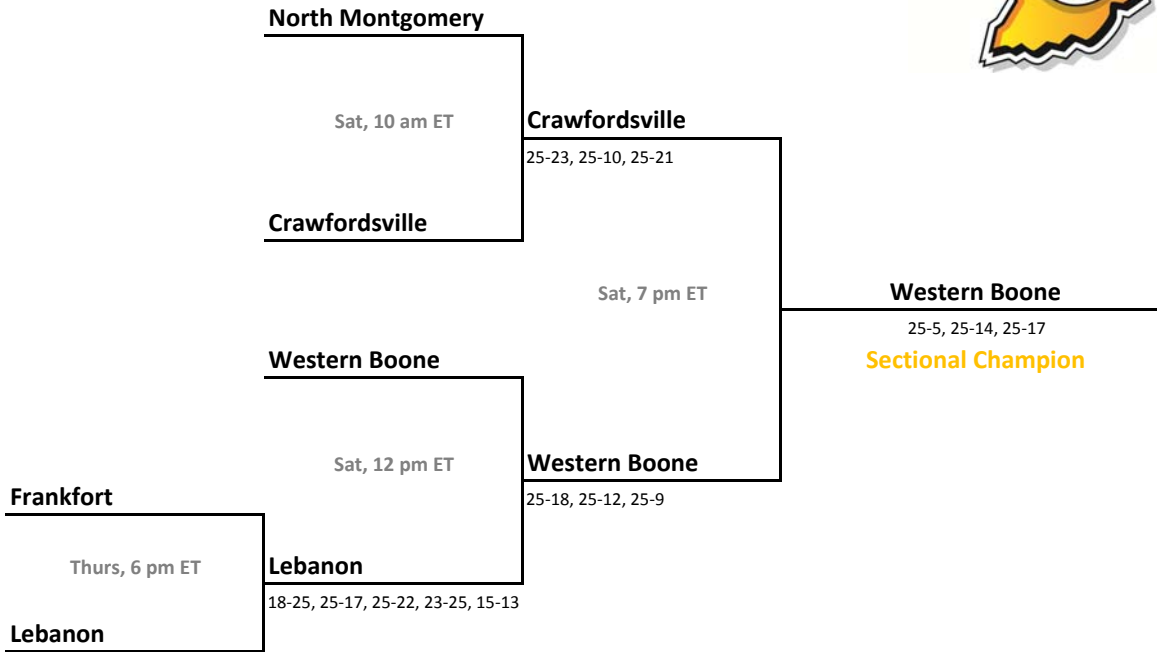 North Montgomery
Sat, 10 am ET
Crawfordsville
25-23, 25-10, 25-21
Crawfordsville
Sat, 7 pm ET
Western Boone
25-5, 25-14, 25-17
Sectional Champion
Western Boone
Sat, 12 pm ET
Western Boone
25-18, 25-12, 25-9
Frankfort
Thurs, 6 pm ET
Lebanon
18-25, 25-17, 25-22, 23-25, 15-13
Lebanon